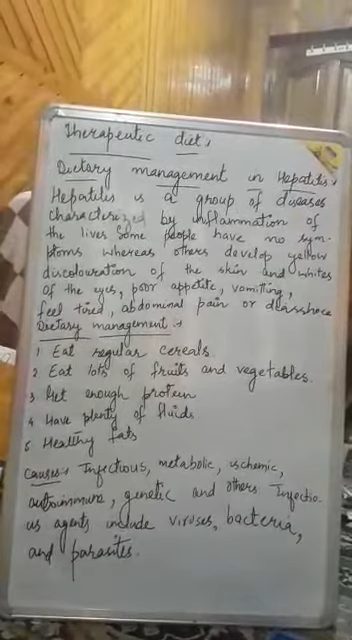 Therapeutic diet:
Dietary management in Hepatitis:
Hepatitis is a group of diseases
characterized by inflammation of
the lives Some people have no sym-
ptoms whereas others develop yellow
discolouration of the skin and whites
of the eyes, poor appetite, vomitting,
feel tired, abdominal pain or diarrhoea
Dietary management:
1 Eat regular cereals.
2 Eat lots of fruits and vegetables.
3 Get enough protein
4 Have plenty of fluids
5 Healthy fats
Causes: Infectious, metabolic, ischemic,
autoimmune, genetic and others Infectio-
us agents include viruses, bacteria,
and parasites.